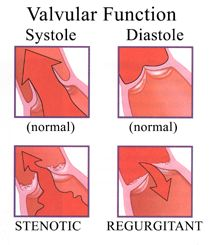 Valvular Function
Systole Diastole
(normal) (normal)
STENOTIC REGURGITANT